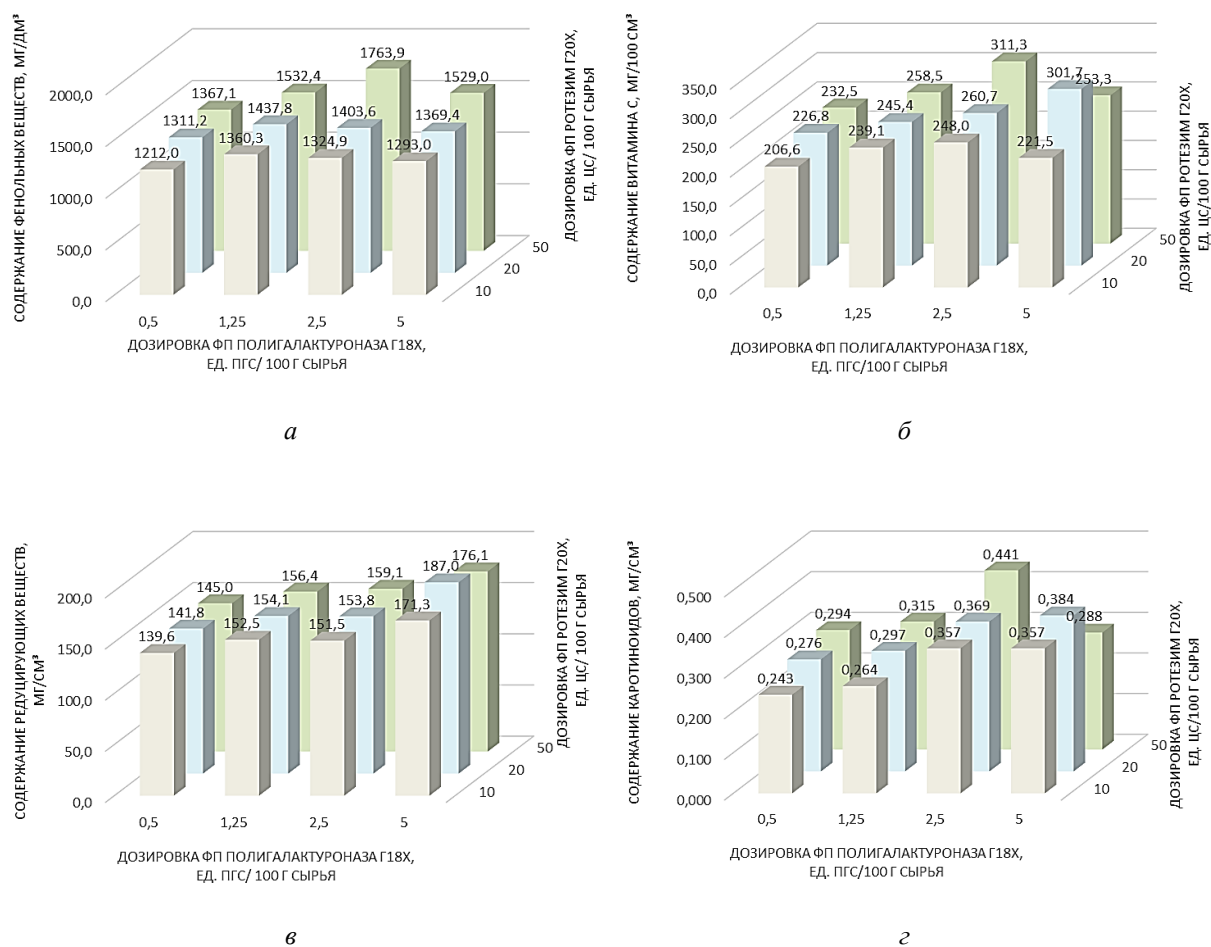 СОДЕРЖАНИЕ ФЕНОЛЬНЫХ ВЕЩЕСТВ, МГ/ДМ³
2000,0
1500,0
1000,0
500,0
0,0
1763,9
1532,4
1529,0
1367,1
1437,8
1403,6
1369,4
1311,2
1360,3
1324,9
1293,0
1212,0
50
20
10
0,5 1,25 2,5 5
ДОЗИРОВКА ФП ПОЛИГАЛАКТУРОНАЗА Г18Х,
ЕД. ПГС/ 100 Г СЫРЬЯ
ДОЗИРОВКА ФП РОТЕЗИМ Г20Х,
ЕД. ЦС/ 100 Г СЫРЬЯ
а
СОДЕРЖАНИЕ ВИТАМИНА С, МГ/100 СМ³
350,0
300,0
250,0
200,0
150,0
100,0
50,0
0,0
311,3
258,5
301,7
253,3
232,5
245,4
260,7
226,8
239,1
248,0
221,5
206,6
50
20
10
0,5 1,25 2,5 5
ДОЗИРОВКА ФП ПОЛИГАЛАКТУРОНАЗА Г18Х,
ЕД. ПГС/100 Г СЫРЬЯ
ДОЗИРОВКА ФП РОТЕЗИМ Г20Х,
ЕД. ЦС/100 Г СЫРЬЯ
б
СОДЕРЖАНИЕ РЕДУЦИРУЮЩИХ ВЕЩЕСТВ,
МГ/СМ³
200,0
150,0
100,0
50,0
0,0
176,1
187,0
159,1
156,4
145,0
154,1
153,8
171,3
141,8
152,5
151,5
139,6
50
20
10
0,5 1,25 2,5 5
ДОЗИРОВКА ФП ПОЛИГАЛАКТУРОНАЗА Г18Х,
ЕД. ПГС/ 100 Г СЫРЬЯ
ДОЗИРОВКА ФП РОТЕЗИМ Г20Х,
ЕД. ЦС/ 100 Г СЫРЬЯ
в
СОДЕРЖАНИЕ КАРОТИНОИДОВ, МГ/СМ³
0,500
0,400
0,300
0,200
0,100
0,000
0,441
0,384
0,288
0,294
0,315
0,369
0,276
0,297
0,357
0,357
0,264
0,243
50
20
10
0,5 1,25 2,5 5
ДОЗИРОВКА ФП ПОЛИГАЛАКТУРОНАЗА Г18Х,
ЕД. ПГС/100 Г СЫРЬЯ
ДОЗИРОВКА ФП РОТЕЗИМ Г20Х,
ЕД. ЦС/100 Г СЫРЬЯ
г